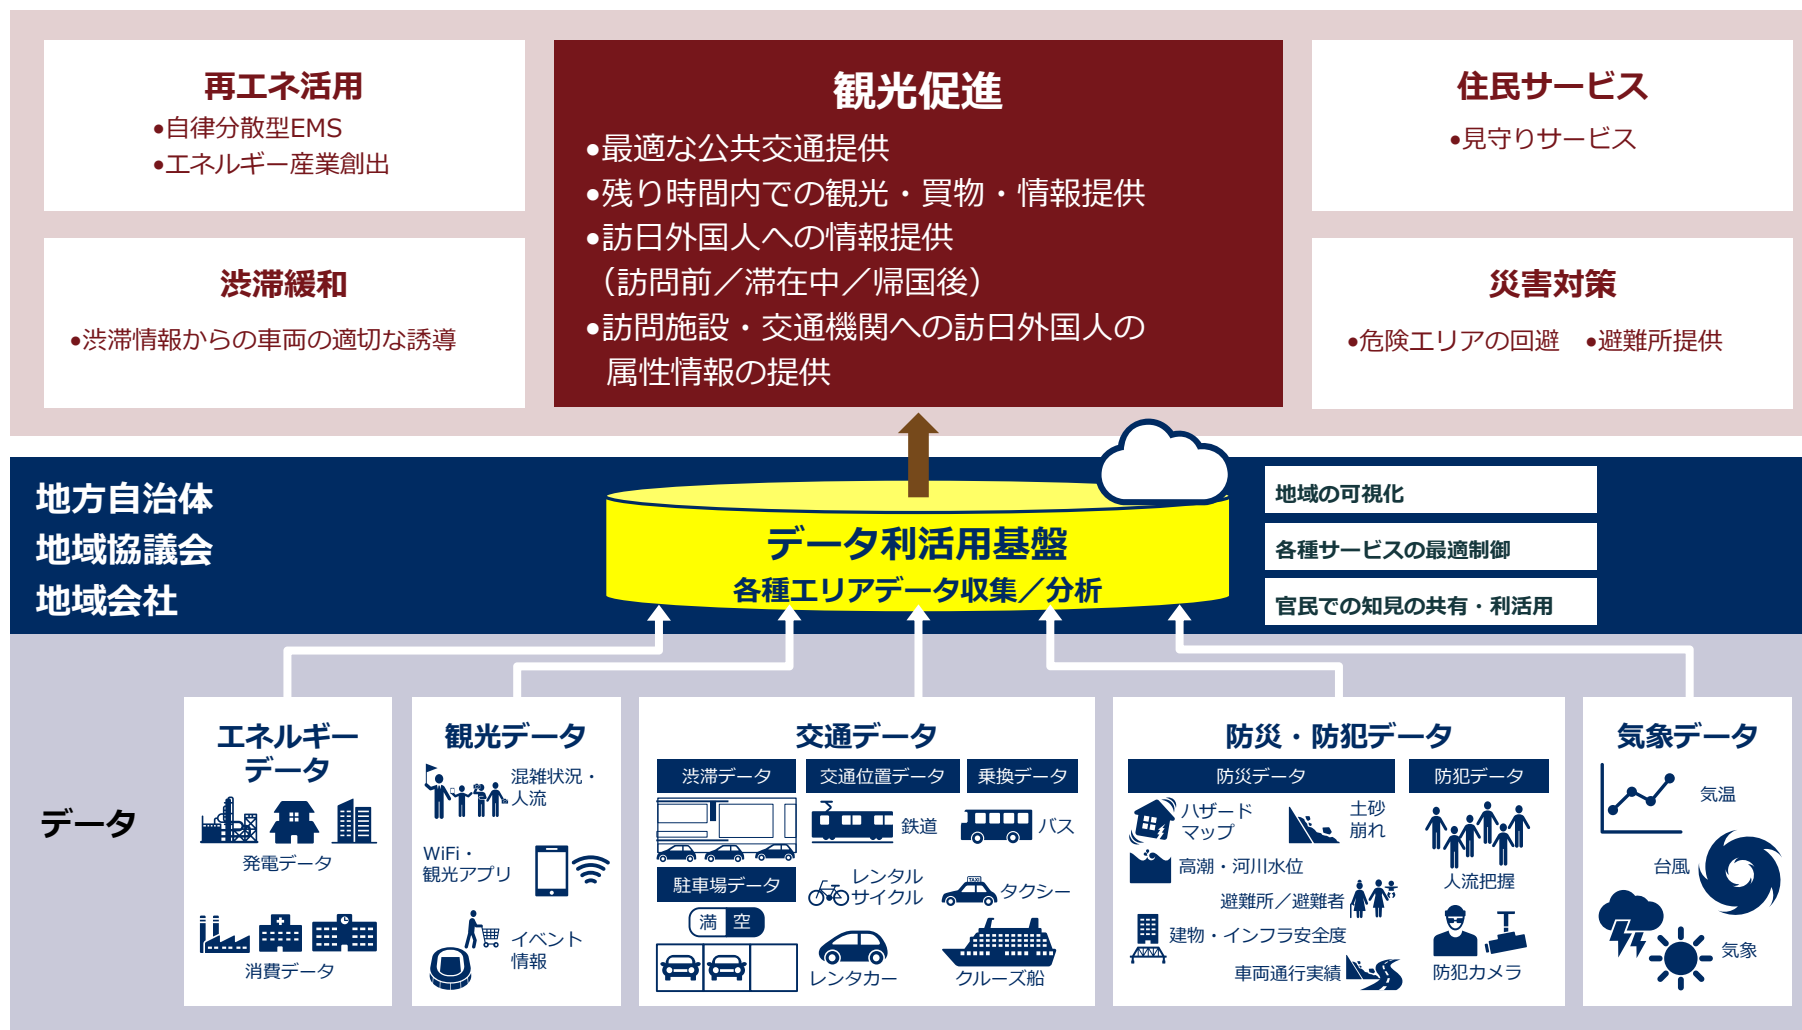 再エネ活用
•自律分散型EMS
•エネルギー産業創出
渋滞緩和
•渋滞情報からの車両の適切な誘導
観光促進
•最適な公共交通提供
•残り時間内での観光・買物・情報提供
•訪日外国人への情報提供
（訪問前／滞在中／帰国後）
•訪問施設・交通機関への訪日外国人の
属性情報の提供
住民サービス
•見守りサービス
災害対策
•危険エリアの回避　•避難所提供
地方自治体
地域協議会
地域会社
データ利活用基盤
各種エリアデータ収集／分析
地域の可視化
各種サービスの最適制御
官民での知見の共有・利活用
データ
エネルギー
データ
発電データ
消費データ
観光データ
混雑状況・
人流
WiFi・
観光アプリ
イベント
情報
交通データ
渋滞データ
駐車場データ
満 空
交通位置データ
乗換データ
鉄道
バス
レンタル
サイクル
TAXI
タクシー
レンタカー
クルーズ船
防災・防犯データ
防災データ
ハザード
マップ
土砂
崩れ
高潮・河川水位
避難所／避難者
建物・インフラ安全度
車両通行実績
防犯データ
人流把握
防犯カメラ
気象データ
気温
台風
気象